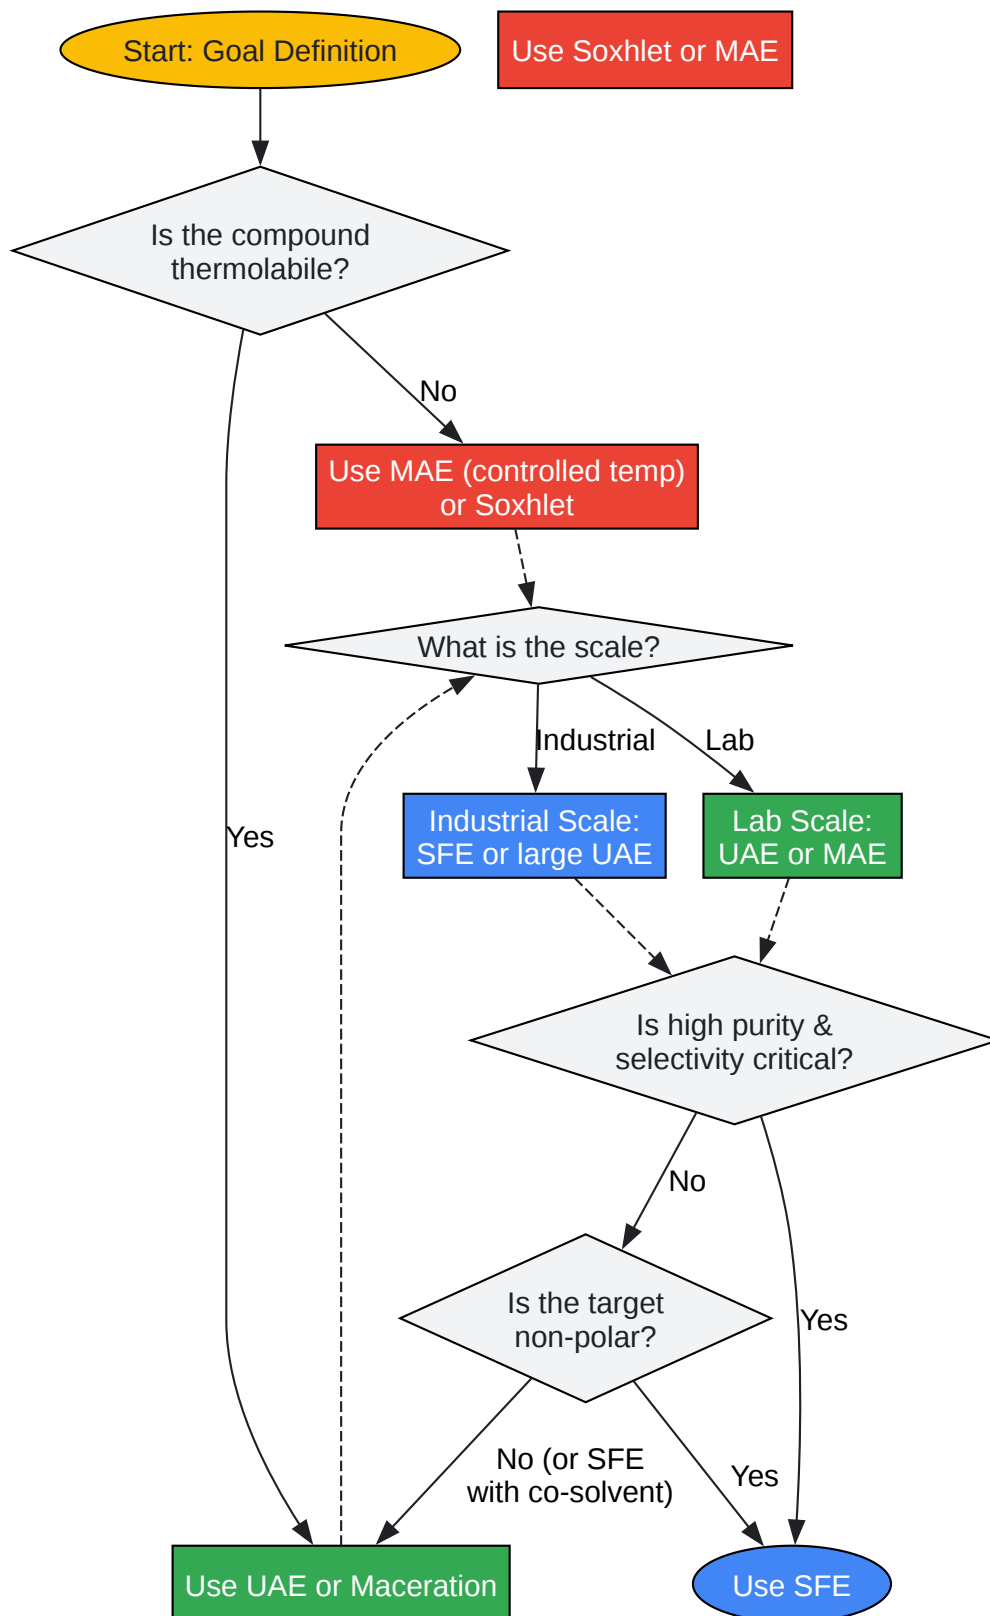 Start: Goal Definition
Use Soxhlet or MAE
Is the compound
thermolabile?
No
Use MAE (controlled temp)
or Soxhlet
What is the scale?
Industrial
Lab
Yes
Industrial Scale:
SFE or large UAE
Lab Scale:
UAE or MAE
Is high purity &
selectivity critical?
No
Is the target
non-polar?
Yes
No (or SFE
with co-solvent)
Yes
Use UAE or Maceration
Use SFE